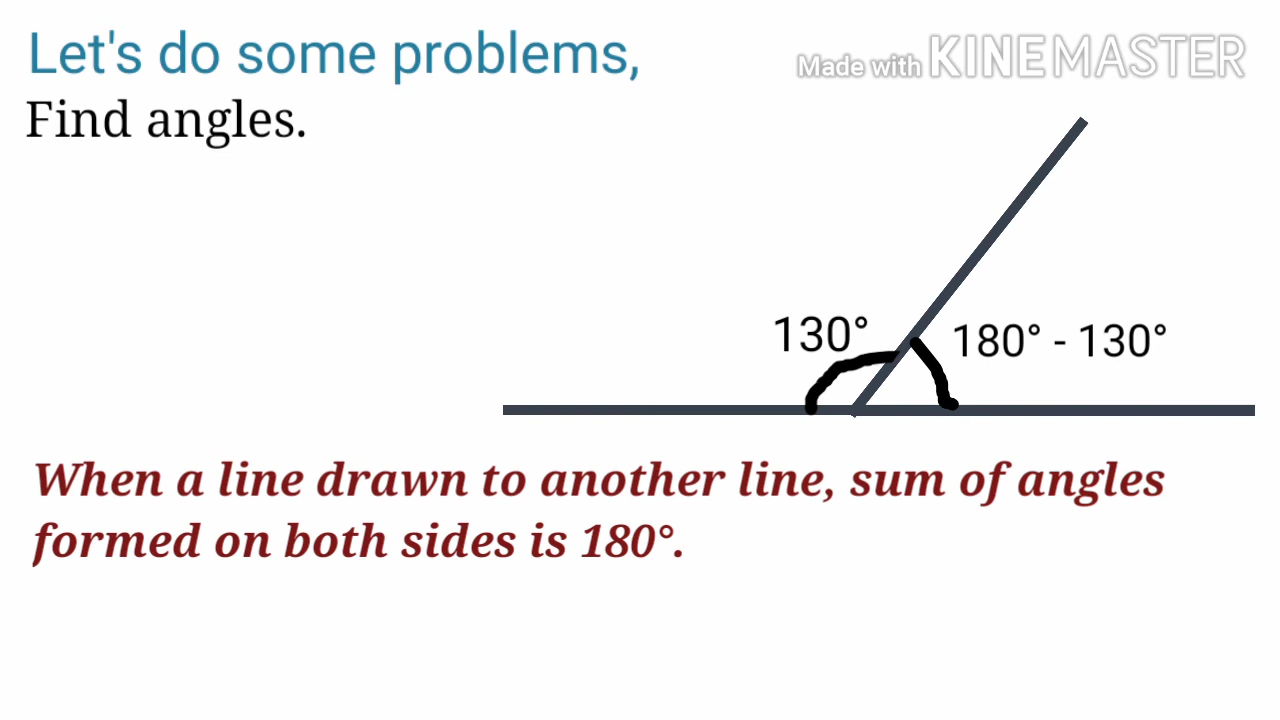 Let's do some problems,
Made with KINEMASTER
Find angles.
130°
180° - 130°
When a line drawn to another line, sum of angles
formed on both sides is 180°.